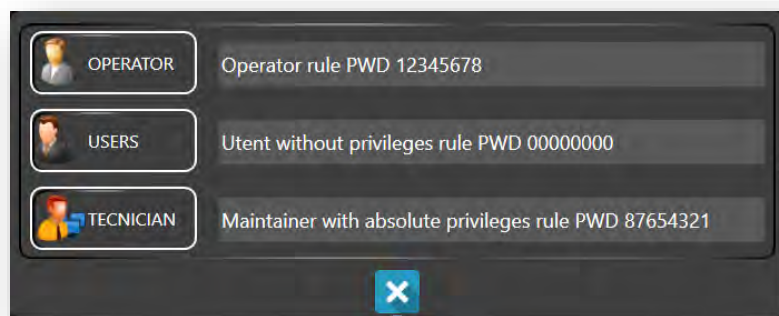 OPERATOR Operator rule PWD 12345678
USERS Utent without privileges rule PWD 00000000
TECNICIAN Maintainer with absolute privileges rule PWD 87654321